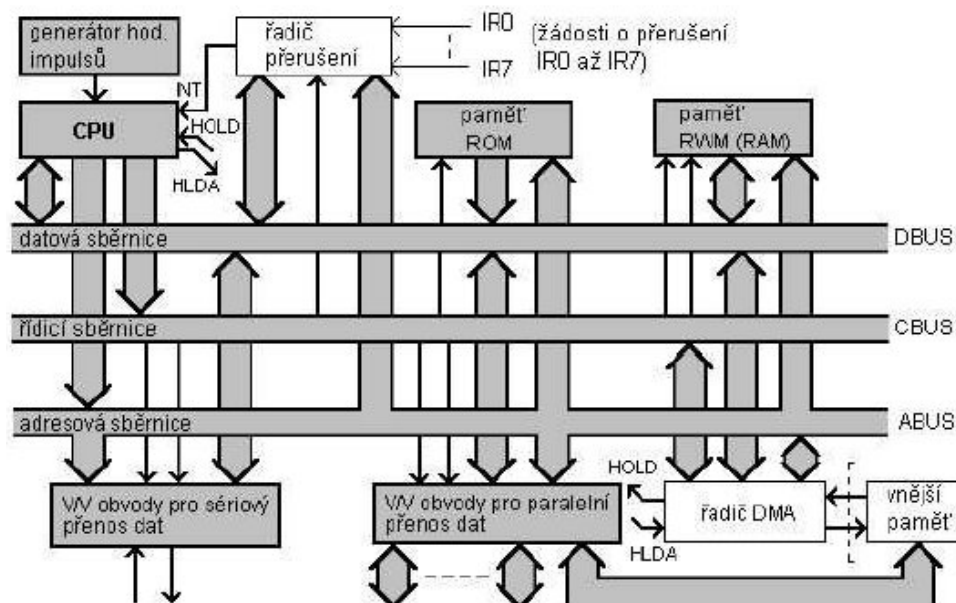 generátor hod.
impulsů
řadič
přerušení
IR0
IR7
(žádosti o přerušení
IR0 až IR7)
INT
CPU
HOLD
HLDA
paměť
ROM
paměť
RWM (RAM)
datová sběrnice
DBUS
řídicí sběrnice
CBUS
adresová sběrnice
ABUS
V/V obvody pro sériový
přenos dat
V/V obvody pro paralelní
přenos dat
HOLD
HLDA
řadič DMA
vnější
paměť